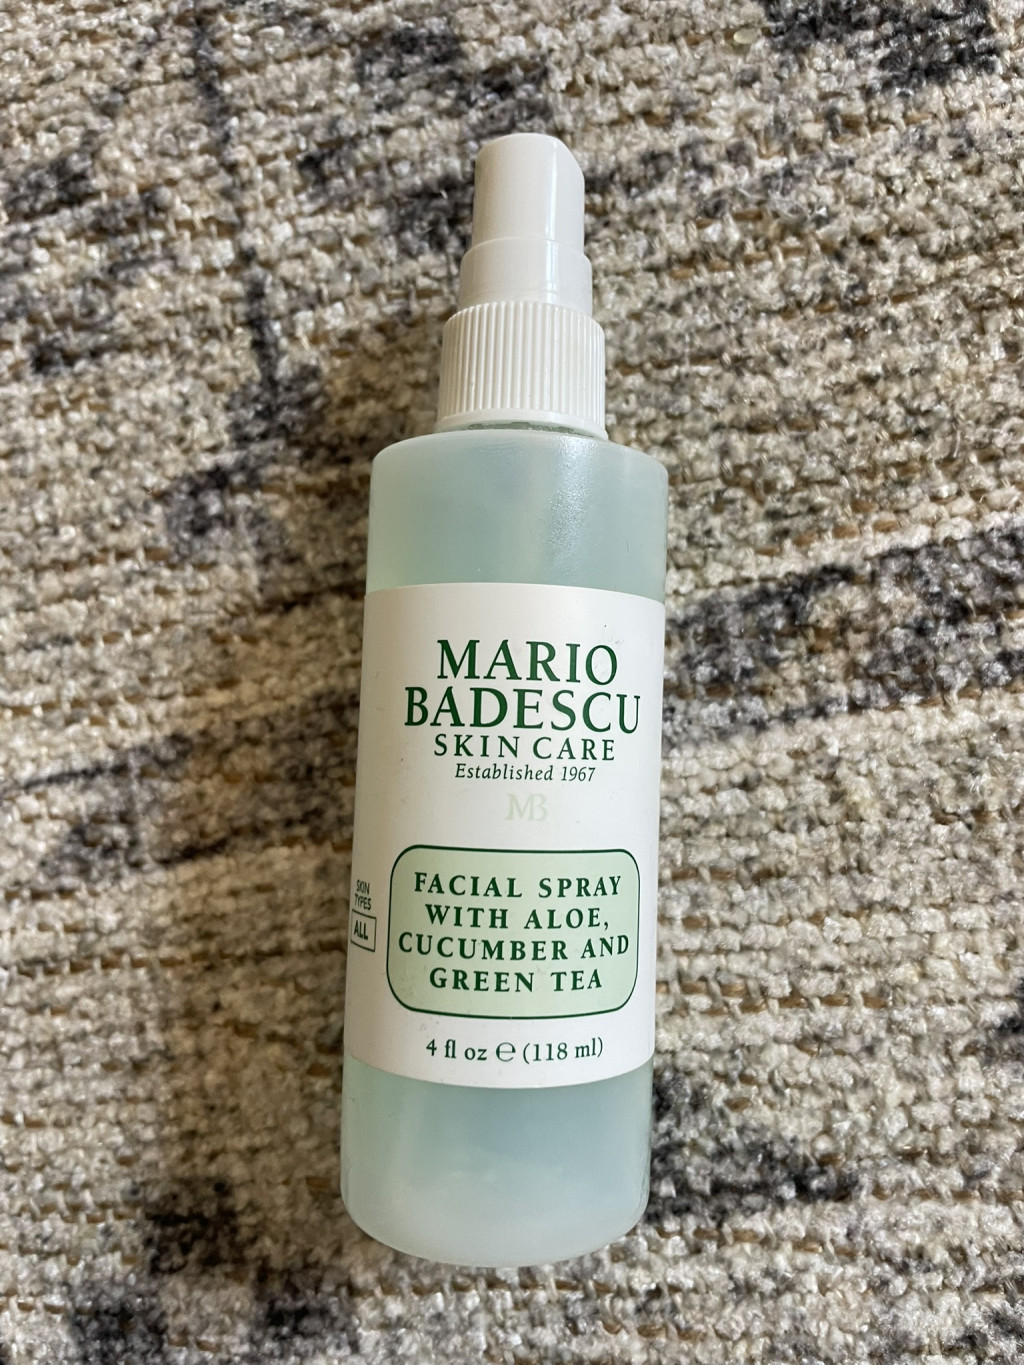 MARIO
BADESCU
SKIN CARE
Established 1967
MB
SKIN
TYPES
ALL
FACIAL SPRAY
WITH ALOE,
CUCUMBER AND
GREEN TEA
4 fl oz ℮ (118 ml)